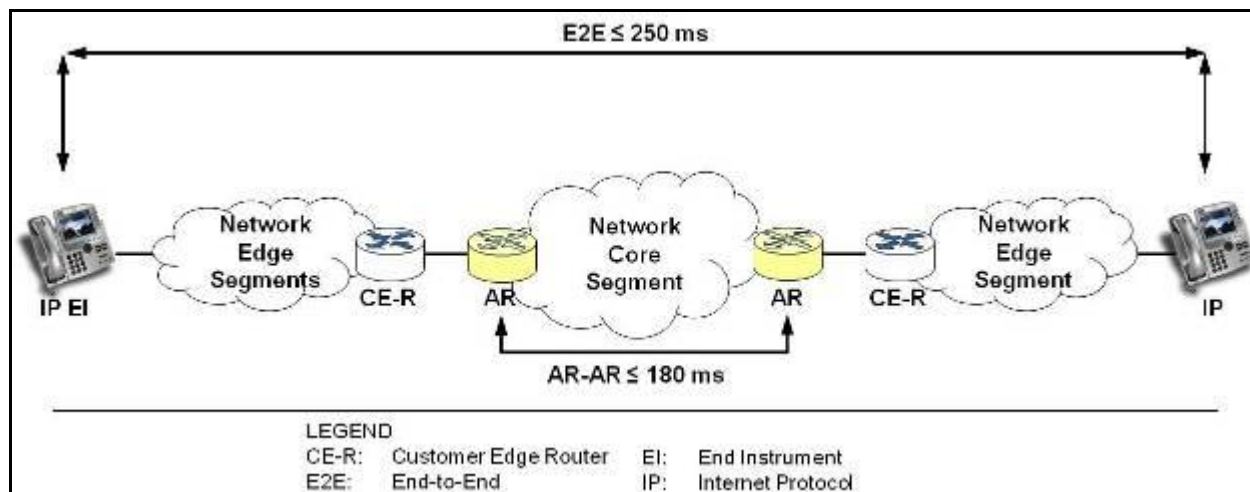 E2E ≤ 250 ms
Network
Edge
Segments
Network
Core
Segment
Network
Edge
Segment
IP EI
CE-R
AR
AR
CE-R
IP
AR-AR ≤ 180 ms
LEGEND
CE-R: Customer Edge Router EI: End Instrument
E2E: End-to-End IP: Internet Protocol